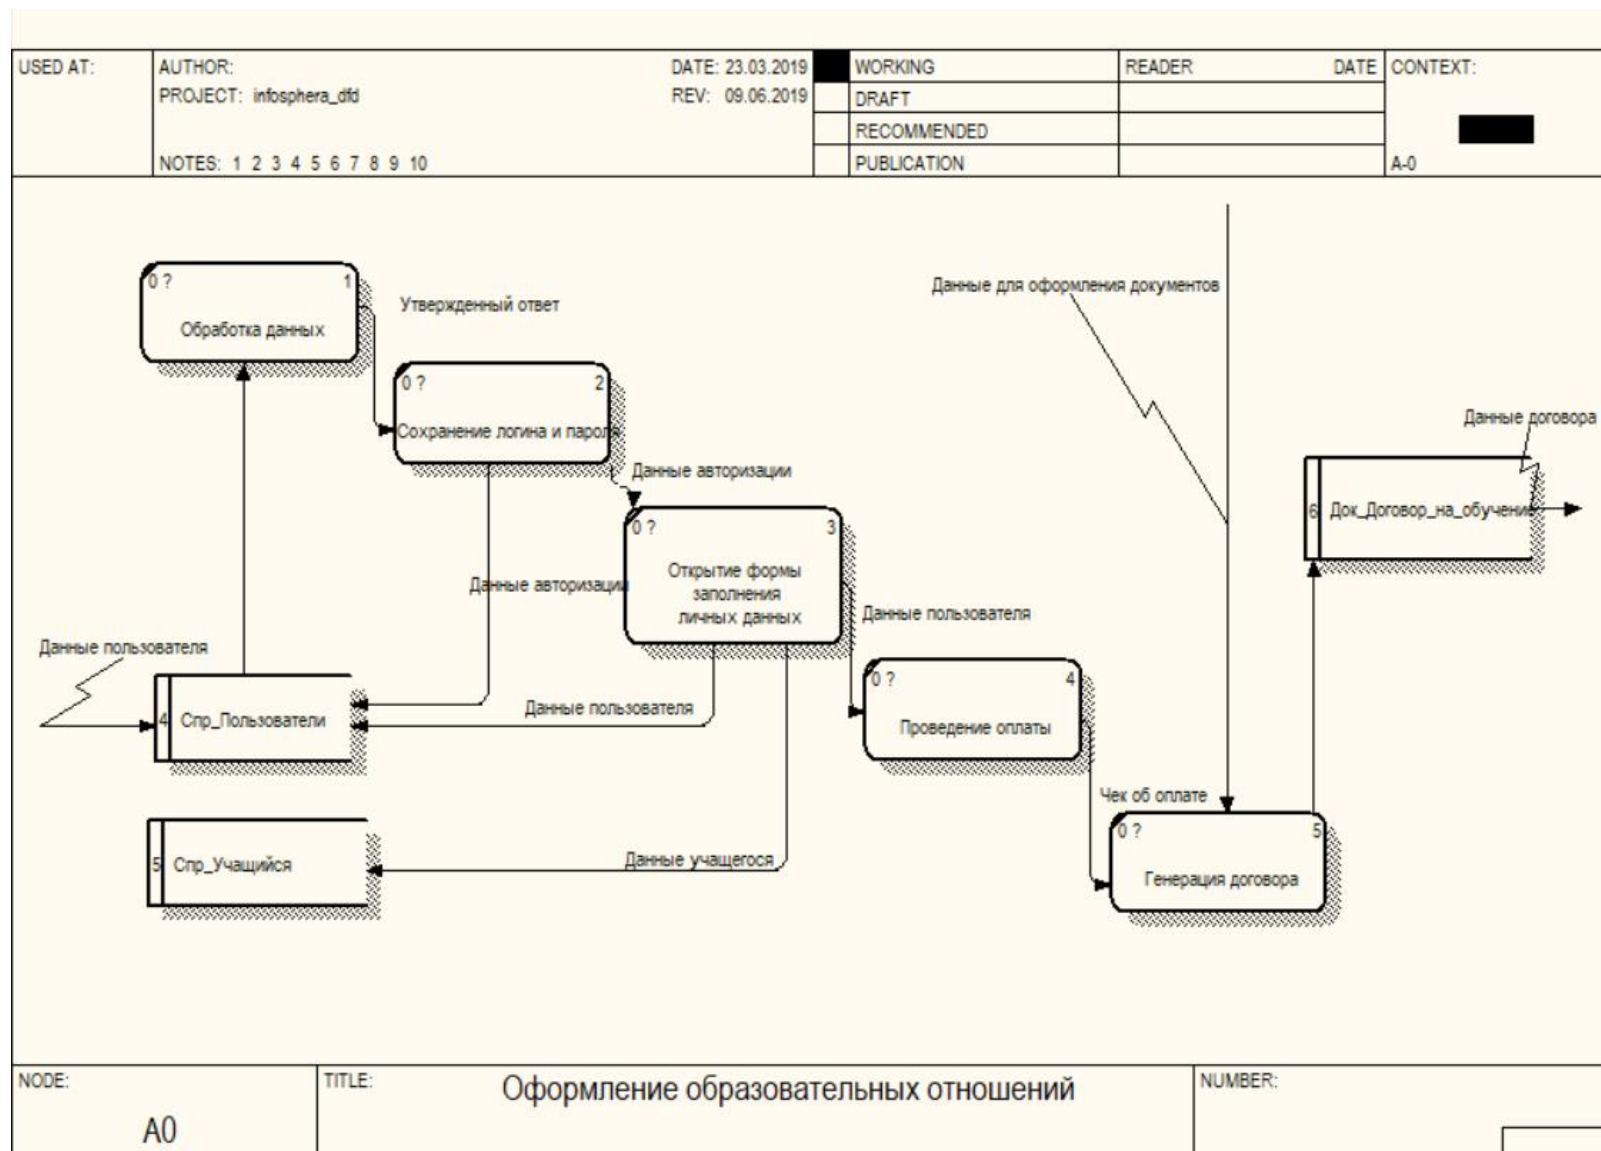 USED AT:
AUTHOR:
DATE: 23.03.2019
WORKING
READER
DATE
CONTEXT:
PROJECT: infosphera_dfd
REV: 09.06.2019
DRAFT
RECOMMENDED
NOTES: 1 2 3 4 5 6 7 8 9 10
PUBLICATION
A-0
0 ?
1
Обработка данных
Утвержденный ответ
Данные для оформления документов
0 ?
2
Сохранение логина и пароля
Данные договора
Данные авторизации
6
Док_Договор_на_обучение
0 ?
3
Открытие формы
заполнения
личных данных
Данные авторизации
Данные пользователя
Данные пользователя
0 ?
4
Проведение оплаты
4
Спр_Пользователи
Данные пользователя
Чек об оплате
0 ?
5
Генерация договора
5
Спр_Учащийся
Данные учащегося
NODE:
TITLE:
Оформление образовательных отношений
NUMBER:
A0